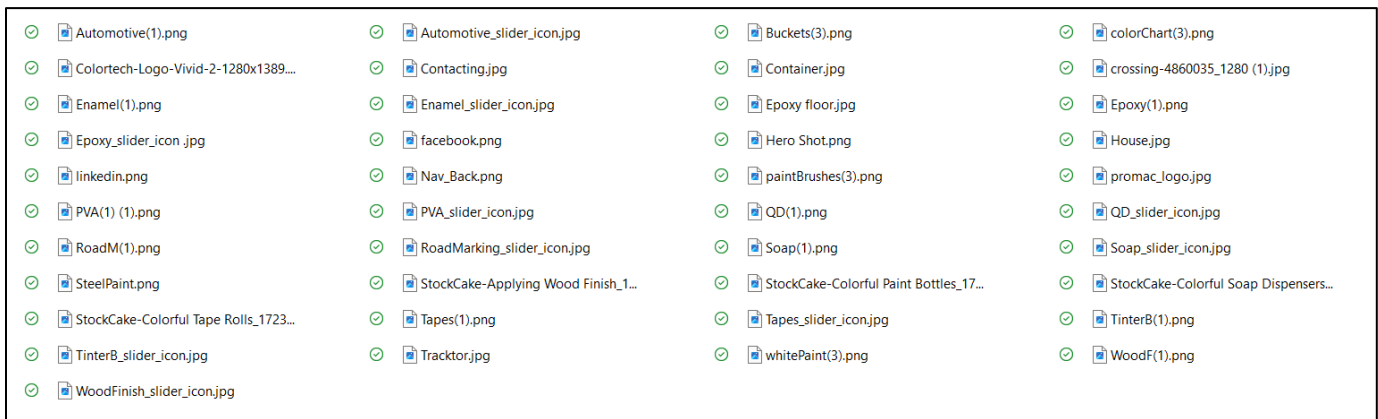 Automotive(1).png
Automotive_slider_icon.jpg
Buckets(3).png
colorChart(3).png
Colortech-Logo-Vivid-2-1280x1389....
Contacting.jpg
Container.jpg
crossing-4860035_1280 (1).jpg
Enamel(1).png
Enamel_slider_icon.jpg
Epoxy floor.jpg
Epoxy(1).png
Epoxy_slider_icon .jpg
facebook.png
Hero Shot.png
House.jpg
linkedin.png
Nav_Back.png
paintBrushes(3).png
promac_logo.jpg
PVA(1) (1).png
PVA_slider_icon.jpg
QD(1).png
QD_slider_icon.jpg
RoadM(1).png
RoadMarking_slider_icon.jpg
Soap(1).png
Soap_slider_icon.jpg
SteelPaint.png
StockCake-Applying Wood Finish_1...
StockCake-Colorful Paint Bottles_17...
StockCake-Colorful Soap Dispensers...
StockCake-Colorful Tape Rolls_1723...
Tapes(1).png
Tapes_slider_icon.jpg
TinterB(1).png
TinterB_slider_icon.jpg
Tracktor.jpg
whitePaint(3).png
WoodF(1).png
WoodFinish_slider_icon.jpg